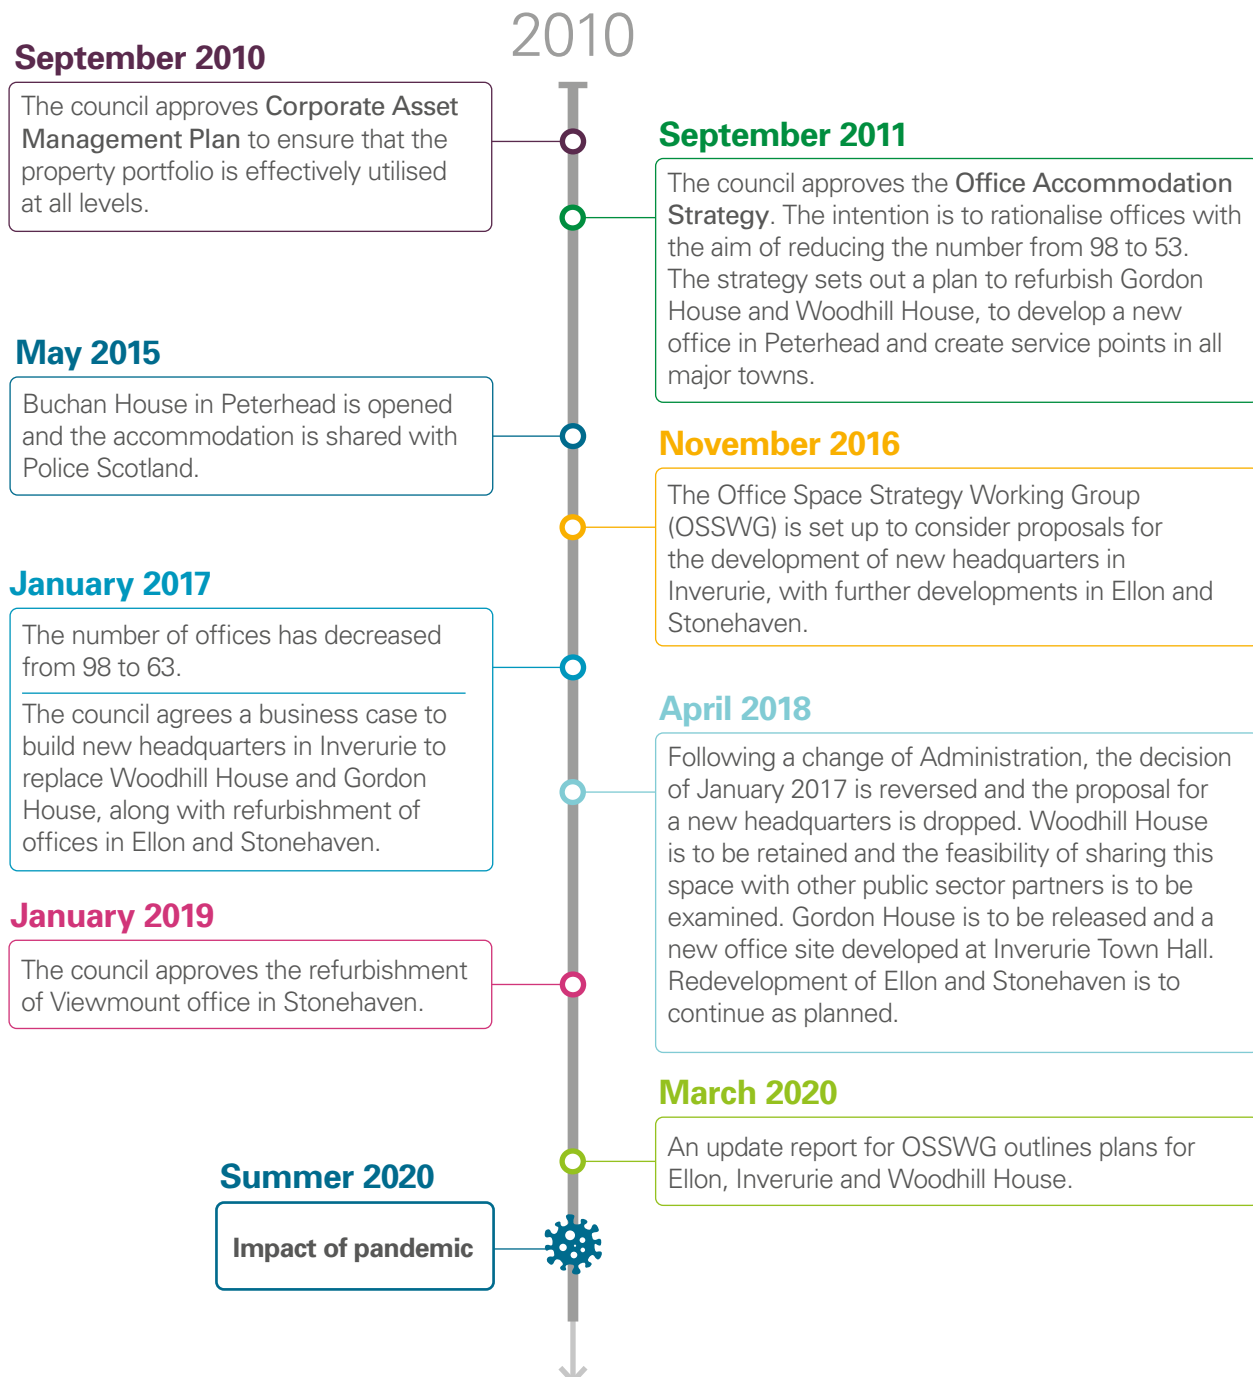 2010
September 2010
The council approves Corporate Asset
Management Plan to ensure that the
property portfolio is effectively utilised
at all levels.
September 2011
The council approves the Office Accommodation
Strategy. The intention is to rationalise offices with
the aim of reducing the number from 98 to 53.
The strategy sets out a plan to refurbish Gordon
House and Woodhill House, to develop a new
office in Peterhead and create service points in all
major towns.
May 2015
Buchan House in Peterhead is opened
and the accommodation is shared with
Police Scotland.
November 2016
The Office Space Strategy Working Group
(OSSWG) is set up to consider proposals for
the development of new headquarters in
Inverurie, with further developments in Ellon and
Stonehaven.
January 2017
The number of offices has decreased
from 98 to 63.
The council agrees a business case to
build new headquarters in Inverurie to
replace Woodhill House and Gordon
House, along with refurbishment of
offices in Ellon and Stonehaven.
April 2018
Following a change of Administration, the decision
of January 2017 is reversed and the proposal for
a new headquarters is dropped. Woodhill House
is to be retained and the feasibility of sharing this
space with other public sector partners is to be
examined. Gordon House is to be released and a
new office site developed at Inverurie Town Hall.
Redevelopment of Ellon and Stonehaven is to
continue as planned.
January 2019
The council approves the refurbishment
of Viewmount office in Stonehaven.
March 2020
An update report for OSSWG outlines plans for
Ellon, Inverurie and Woodhill House.
Summer 2020
Impact of pandemic